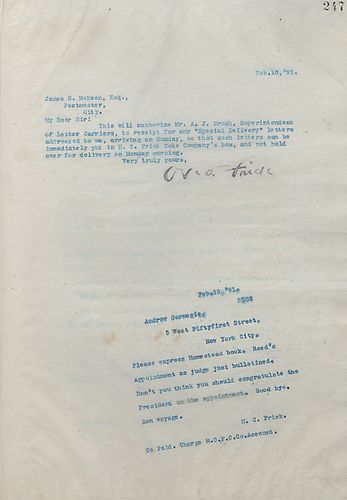 247
Feb.10,'91.
James S. McKean, Esq.,
Postmaster,
City.
My Dear Sir:
This will authorize Mr. A. J. Brush, Superintendent
of Letter Carriers, to receipt for any "Special Delivery" letters
addressed to me, arriving on Sunday, so that such letters can be
immediately put in H. C. Frick Coke Company's box, and not held
over for delivery on Monday morning.
Very truly yours,
Frick
Feb.10,'91.
Andrew Carnegie,
5 West Fiftyfirst Street,
New York City.
Please express Homestead book. Reed's
appointment as judge just bulletined.
Don't you think you should congratulate the
President on the appointment. Good bye.
Bon voyage.
H. C. Frick.
26 Paid. Charge H.C.F.C.Co.Account.